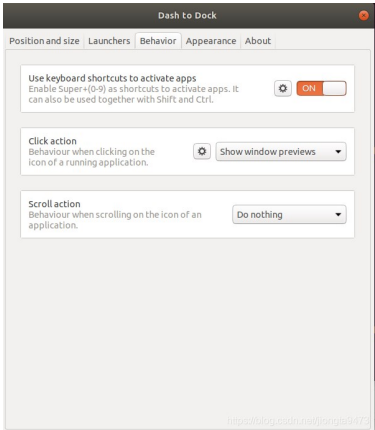 Dash to Dock
Position and size Launchers Behavior Appearance About
Use keyboard shortcuts to activate apps
Enable Super+(0-9) as shortcuts to activate apps. It
can also be used together with Shift and Ctrl.
ON
Click action
Behaviour when clicking on the
icon of a running application.
Show window previews
Scroll action
Behaviour when scrolling on the icon of an
application.
Do nothing